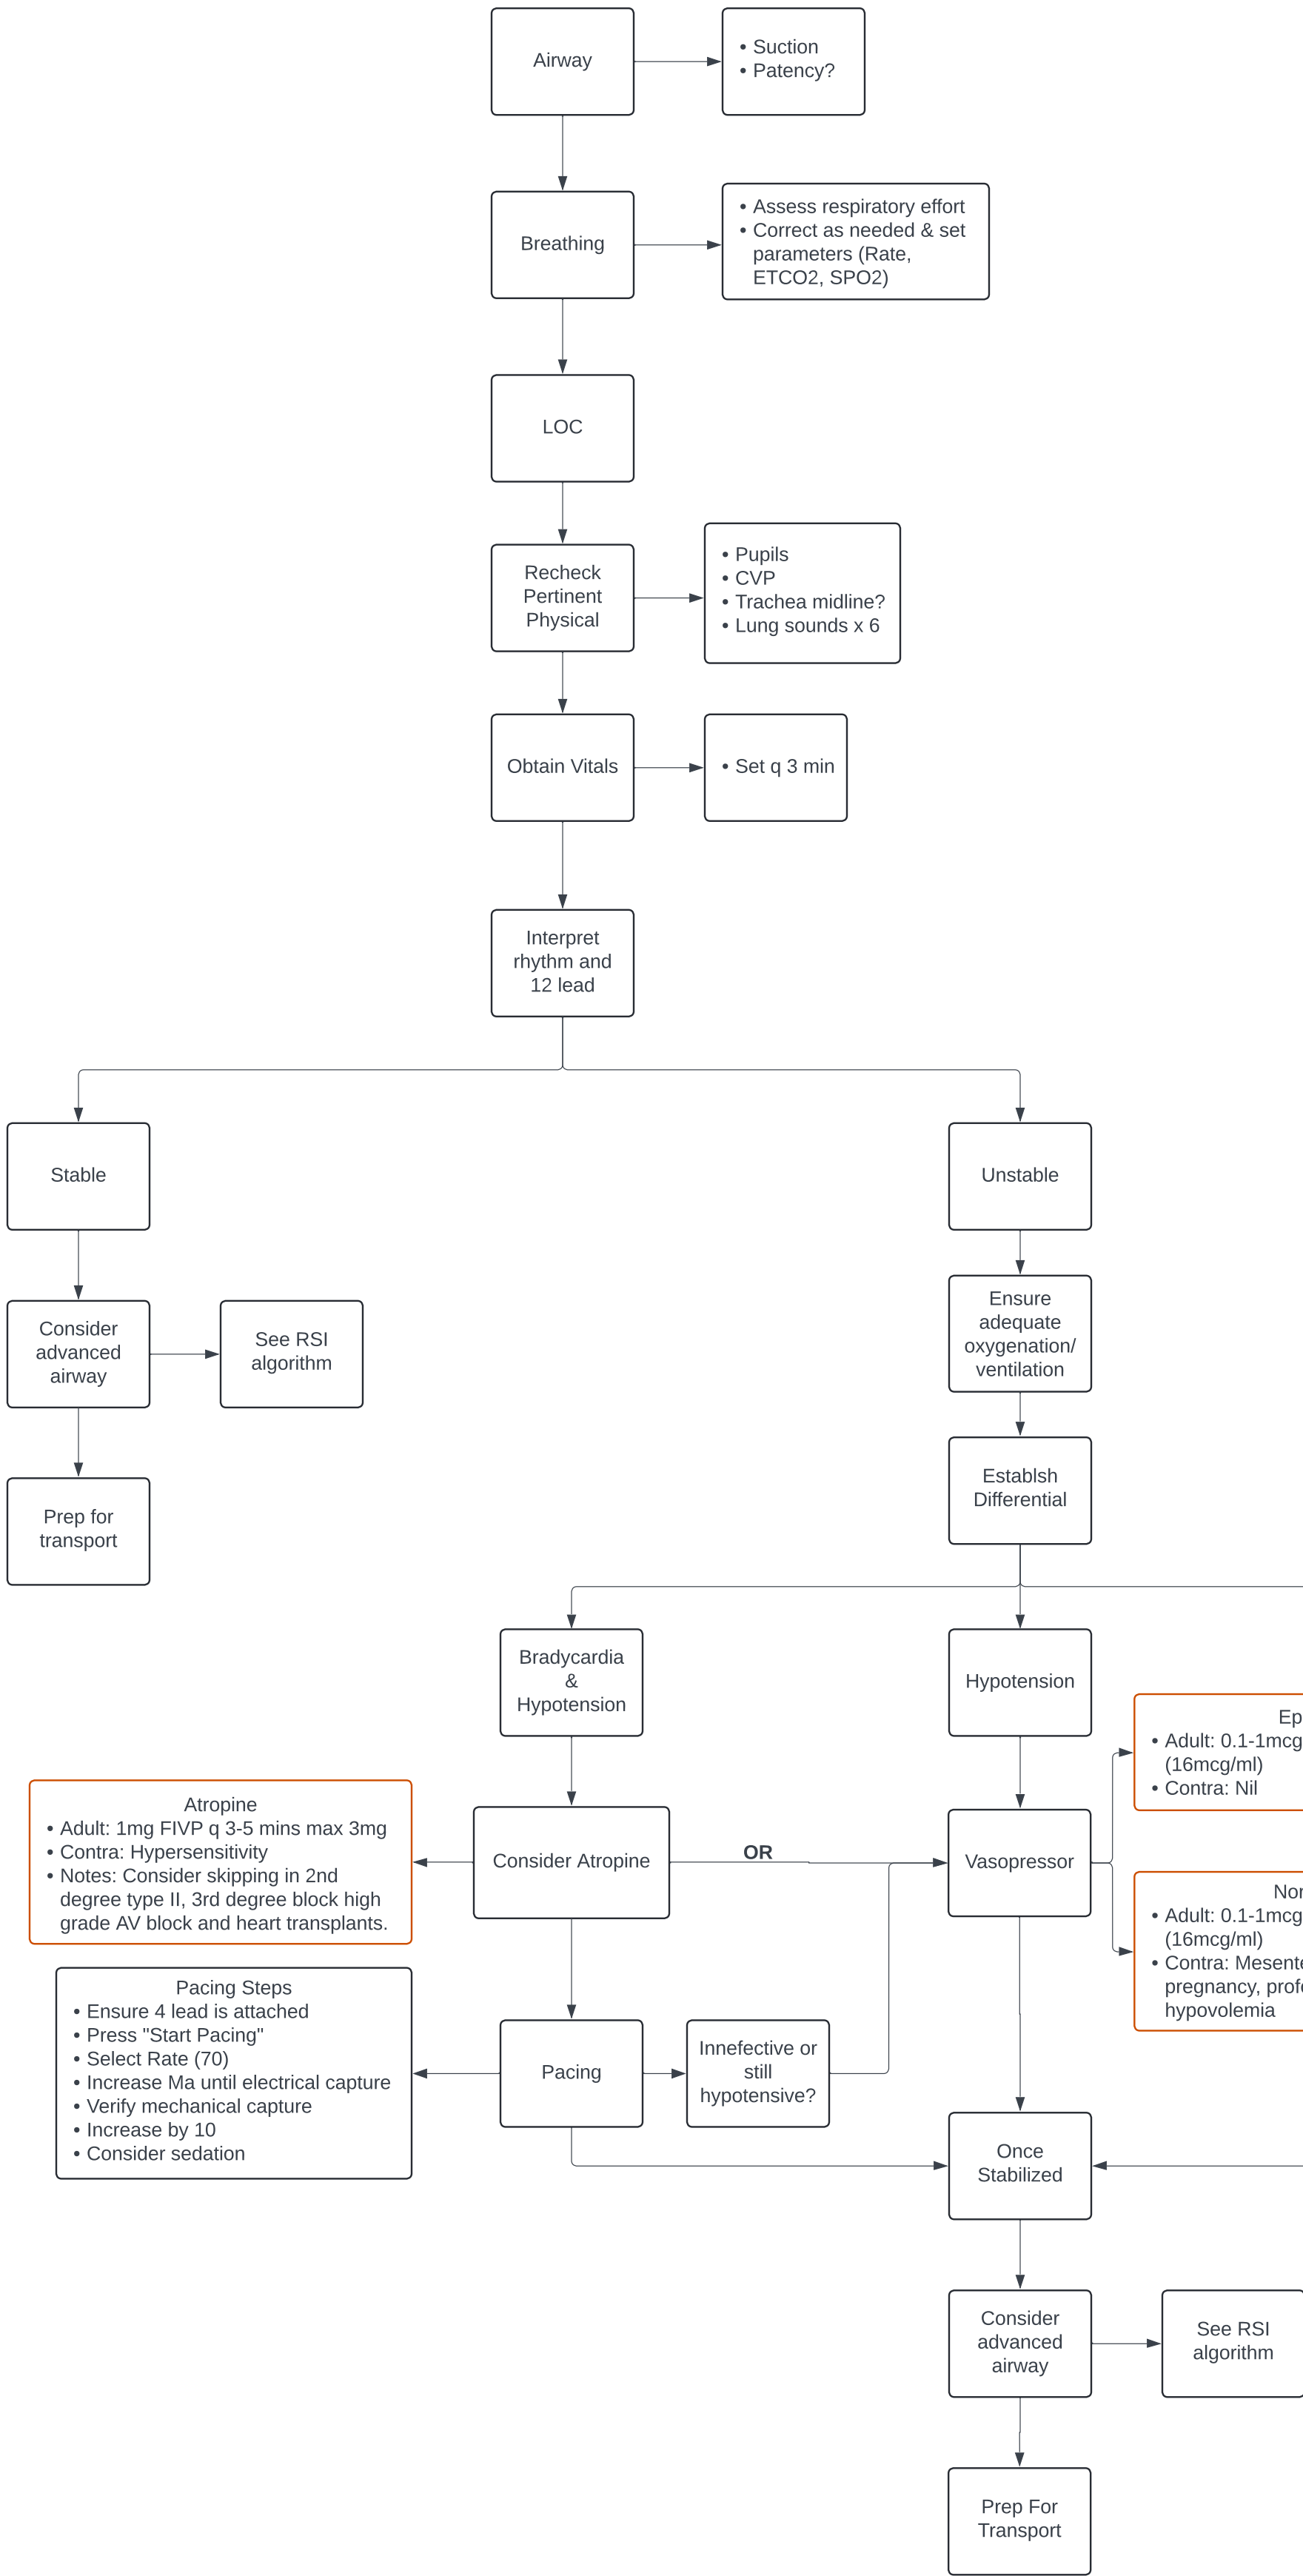 Airway
• Suction
• Patency?
Breathing
• Assess respiratory effort
• Correct as needed & set
parameters (Rate,
ETCO2, SPO2)
LOC
Recheck
Pertinent
Physical
• Pupils
• CVP
• Trachea midline?
• Lung sounds x 6
Obtain Vitals
• Set q 3 min
Interpret
rhythm and
12 lead
Stable
Unstable
Consider
advanced
airway
See RSI
algorithm
Ensure
adequate
oxygenation/
ventilation
Prep for
transport
Establsh
Differential
Bradycardia
&
Hypotension
Hypotension
Ep
• Adult: 0.1-1mcg
(16mcg/ml)
• Contra: Nil
Atropine
• Adult: 1mg FIVP q 3-5 mins max 3mg
• Contra: Hypersensitivity
• Notes: Consider skipping in 2nd
degree type II, 3rd degree block high
grade AV block and heart transplants.
Consider Atropine
OR
Vasopressor
Nor
• Adult: 0.1-1mcg
(16mcg/ml)
• Contra: Mesente
pregnancy, profo
hypovolemia
Pacing Steps
• Ensure 4 lead is attached
• Press "Start Pacing"
• Select Rate (70)
• Increase Ma until electrical capture
• Verify mechanical capture
• Increase by 10
• Consider sedation
Pacing
Innefective or
still
hypotensive?
Once
Stabilized
Consider
advanced
airway
See RSI
algorithm
Prep For
Transport